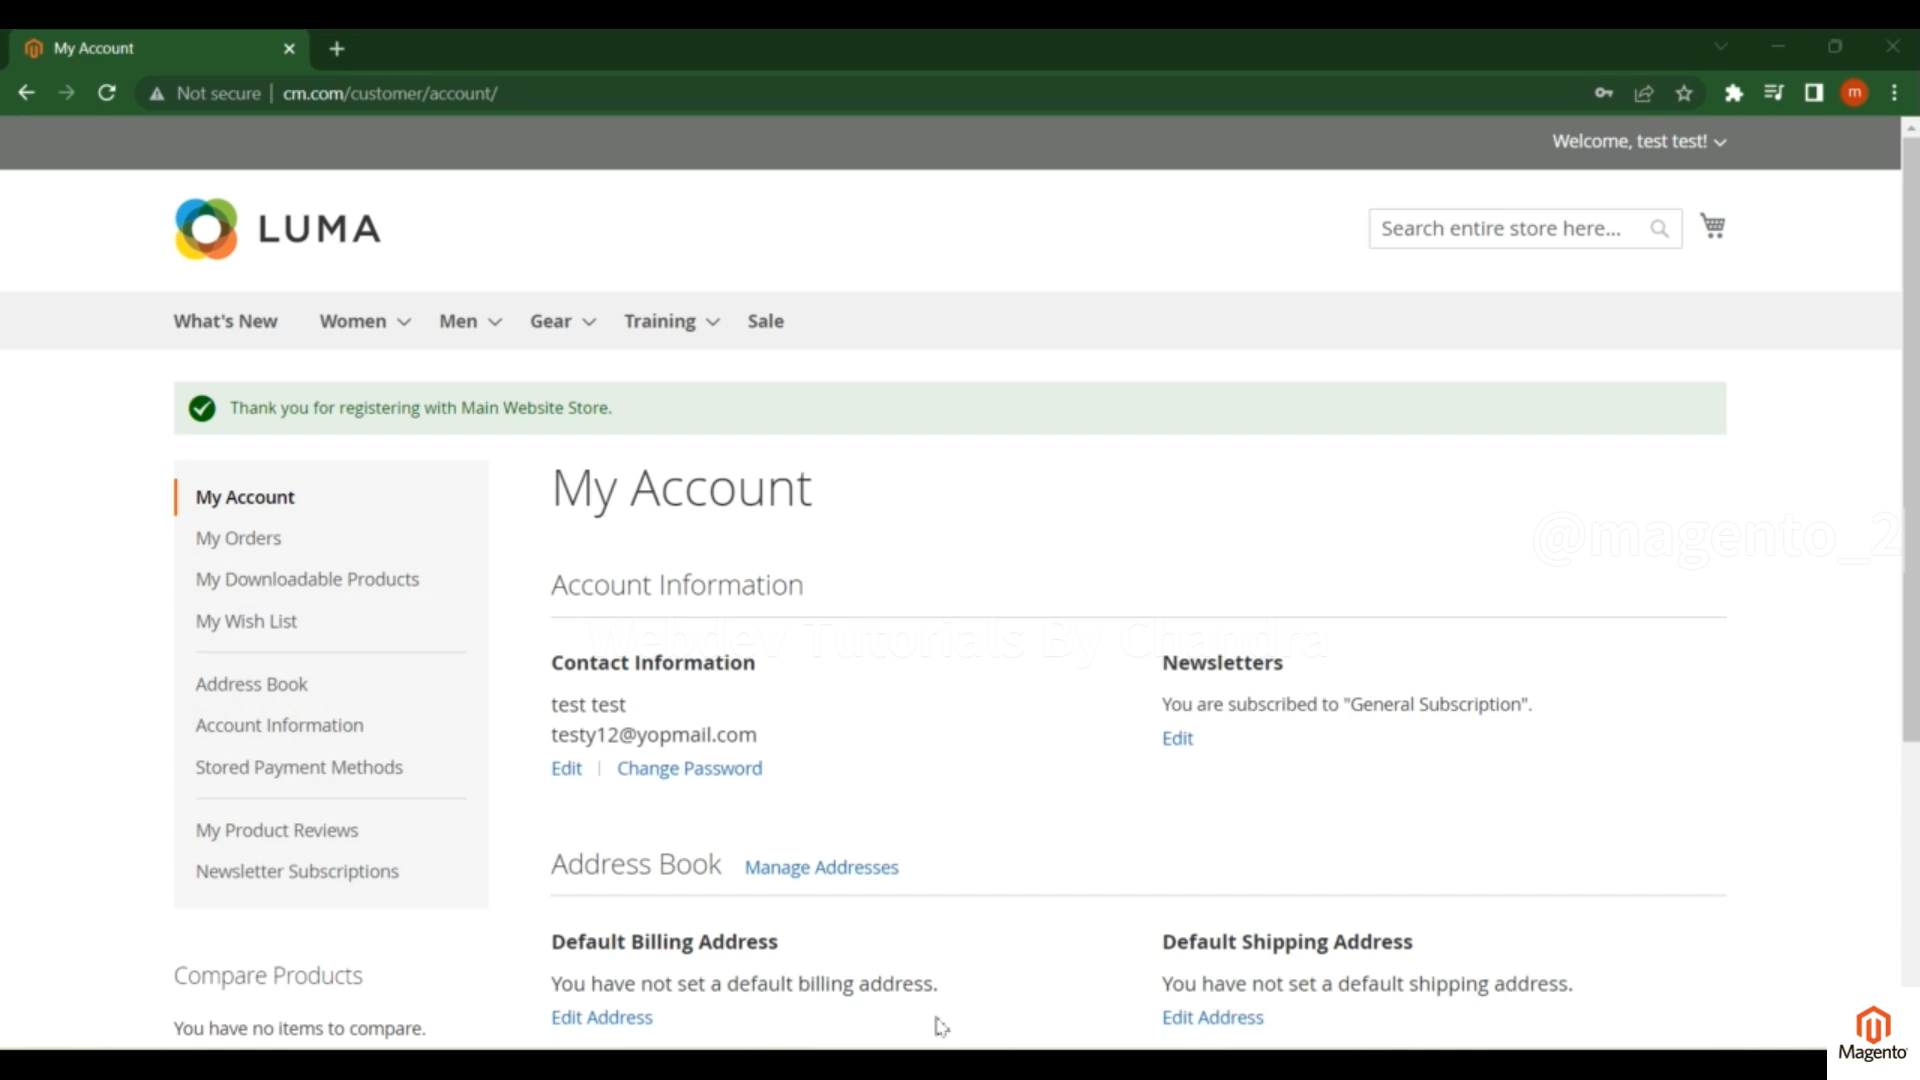 My Account
Not secure
cm.com/customer/account/
m
Welcome, test test!
LUMA
Search entire store here...
What's New
Women
Men
Gear
Training
Sale
Thank you for registering with Main Website Store.
My Account
My Orders
My Downloadable Products
My Wish List
Address Book
Account Information
Stored Payment Methods
My Product Reviews
Newsletter Subscriptions
Compare Products
You have no items to compare.
My Account
@magento_2
Account Information
Webdev Tutorials By Chandra
Contact Information
test test
testy12@yopmail.com
Edit | Change Password
Newsletters
You are subscribed to "General Subscription".
Edit
Address Book Manage Addresses
Default Billing Address
You have not set a default billing address.
Edit Address
Default Shipping Address
You have not set a default shipping address.
Edit Address
Magento